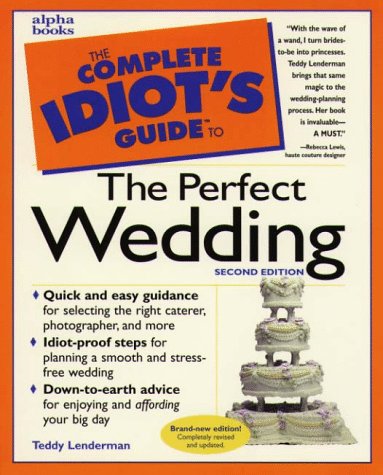 alpha
books
THE
COMPLETE
IDIOT'S
GUIDE™ TO
"With the wave of
a wand, I turn brides-
to-be into princesses.
Teddy Lenderman
brings that same
magic to the
wedding-planning
process. Her book
is invaluable—
A MUST."
—Rebecca Lewis,
haute couture designer
The Perfect
Wedding
SECOND EDITION
Quick and easy guidance
for selecting the right caterer,
photographer, and more
Idiot-proof steps for
planning a smooth and stress-
free wedding
Down-to-earth advice
for enjoying and affording
your big day
Brand-new edition!
Completely revised
and updated.
Teddy Lenderman